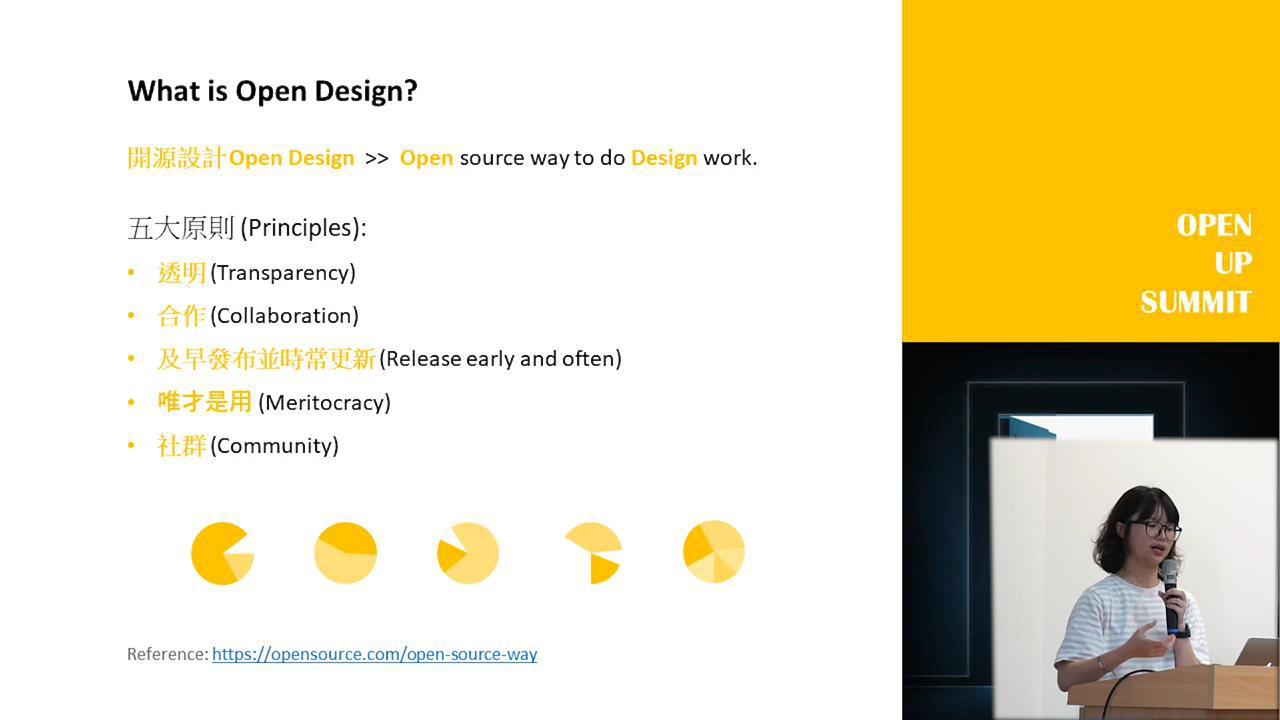 What is Open Design?
開源設計Open Design >> Open source way to do Design work.
五大原則 (Principles):
• 透明 (Transparency)
• 合作 (Collaboration)
• 及早發布並時常更新 (Release early and often)
• 唯才是用 (Meritocracy)
• 社群 (Community)
Reference: https://opensource.com/open-source-way
OPEN
UP
SUMMIT